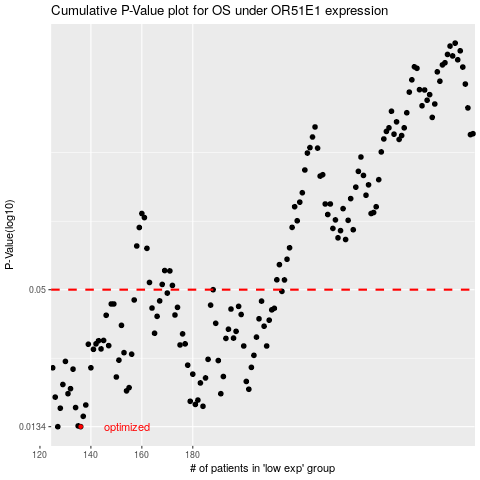 Cumulative P-Value plot for OS under OR51E1 expression
P-Value(log10)
0.05
0.0134
optimized
120 140 160 180
# of patients in 'low exp' group